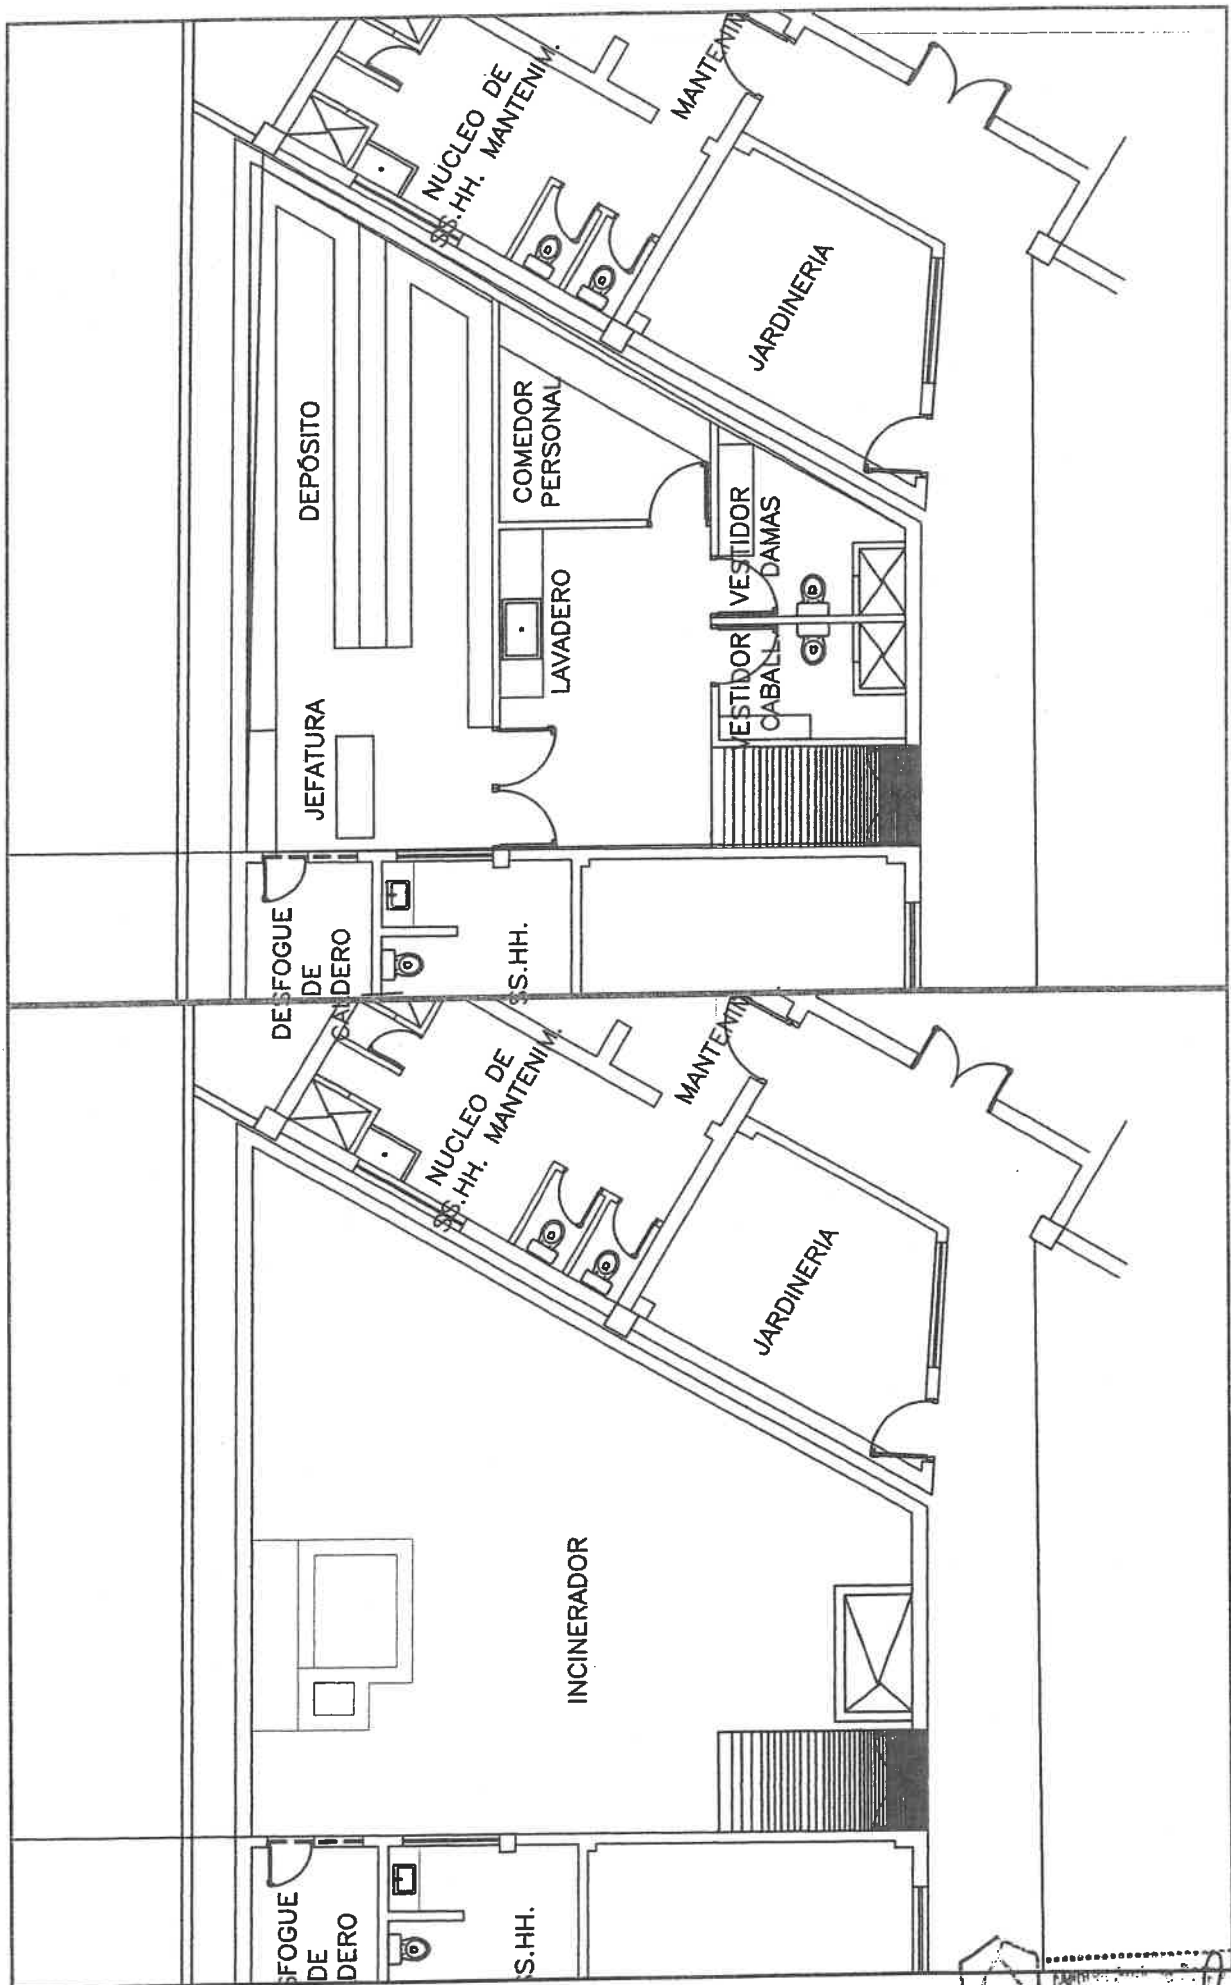 DESFOGUE
DE
CALDERO
SS.HH.
JEFATURA
DEPÓSITO
LAVADERO
COMEDOR
PERSONAL
VESTIDOR
CABALL
VESTIDOR
DAMAS
NUCLEO DE
SS.HH. MANTENIM.
MANTENIM
JARDINERIA
SFOGUE
DE
DERO
S.HH.
INCINERADOR
NUCLEO DE
SS.HH. MANTENIM.
MANTENIM
JARDINERIA